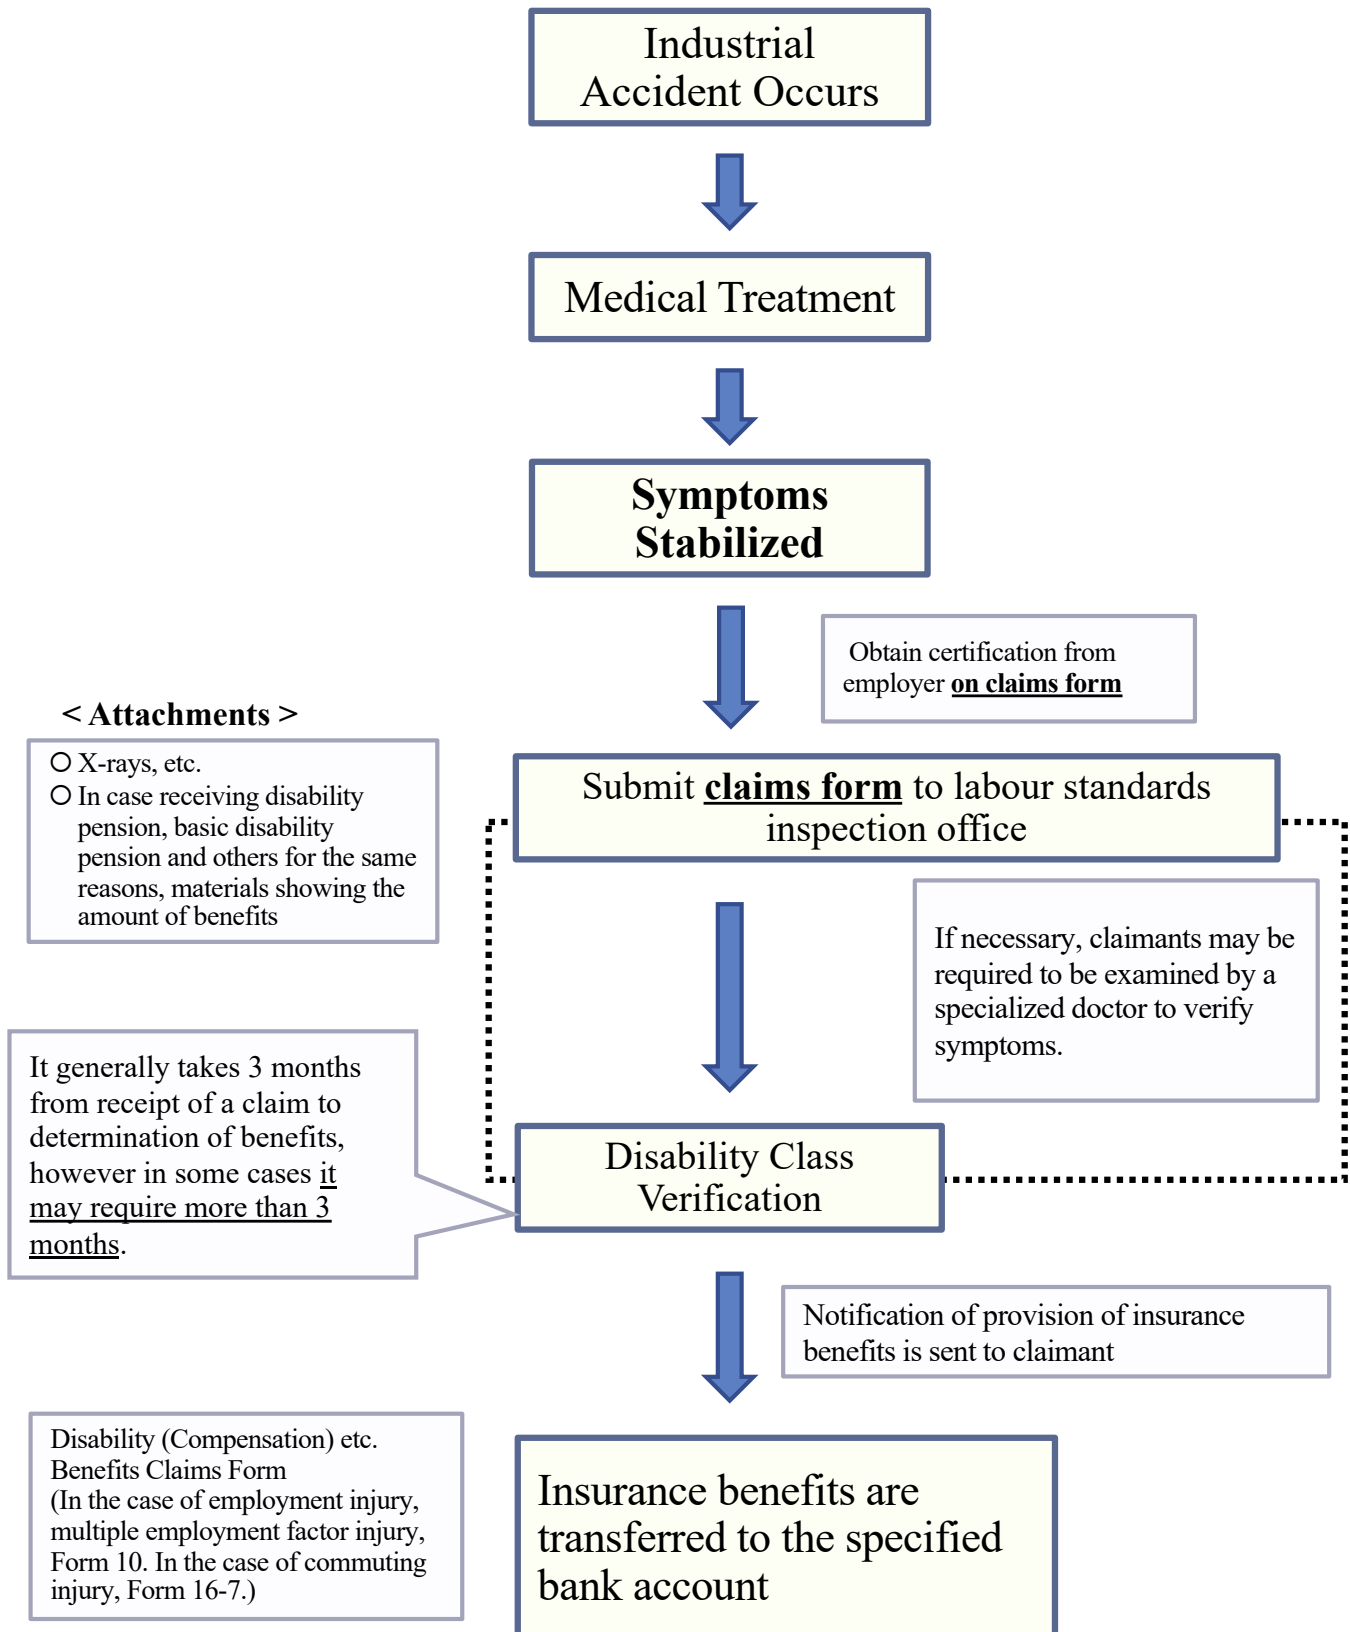 Industrial
Accident Occurs
Medical Treatment
Symptoms
Stabilized
Obtain certification from
employer on claims form
< Attachments >
○ X-rays, etc.
○ In case receiving disability
pension, basic disability
pension and others for the same
reasons, materials showing the
amount of benefits
Submit claims form to labour standards
inspection office
If necessary, claimants may be
required to be examined by a
specialized doctor to verify
symptoms.
It generally takes 3 months
from receipt of a claim to
determination of benefits,
however in some cases it
may require more than 3
months.
Disability Class
Verification
Notification of provision of insurance
benefits is sent to claimant
Disability (Compensation) etc.
Benefits Claims Form
(In the case of employment injury,
multiple employment factor injury,
Form 10. In the case of commuting
injury, Form 16-7.)
Insurance benefits are
transferred to the specified
bank account